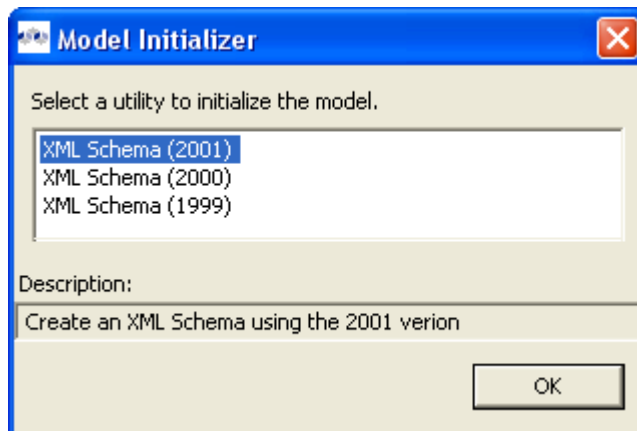 Model Initializer
Select a utility to initialize the model.
XML Schema (2001)
XML Schema (2000)
XML Schema (1999)
Description:
Create an XML Schema using the 2001 verion
OK